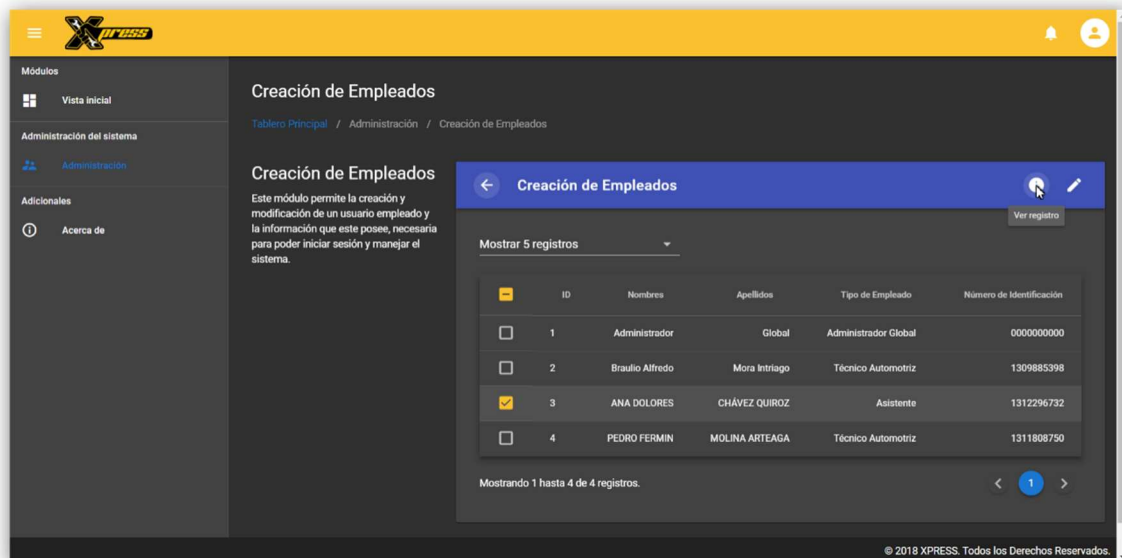 Xpress
Módulos
Vista inicial
Administración del sistema
Administración
Adicionales
Acerca de
Creación de Empleados
Tablero Principal / Administración / Creación de Empleados
Creación de Empleados
Este módulo permite la creación y
modificación de un usuario empleado y
la información que este posee, necesaria
para poder iniciar sesión y manejar el
sistema.
Creación de Empleados
Ver registro
Mostrar 5 registros
ID Nombres Apellidos Tipo de Empleado Número de Identificación
1 Administrador Global Administrador Global 0000000000
2 Braulio Alfredo Mora Intriago Técnico Automotriz 1309885398
3 ANA DOLORES CHÁVEZ QUIROZ Asistente 1312296732
4 PEDRO FERMIN MOLINA ARTEAGA Técnico Automotriz 1311808750
Mostrando 1 hasta 4 de 4 registros.
1
© 2018 XPRESS. Todos los Derechos Reservados.